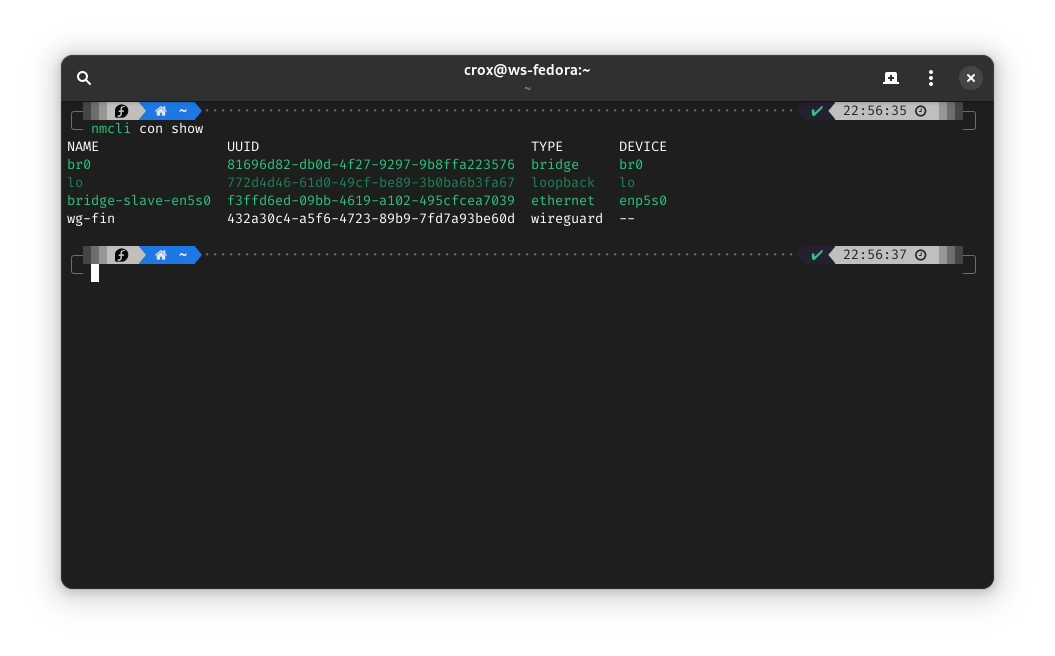 crox@ws-fedora:~
~
~ 22:56:35
nmcli con show
NAME UUID TYPE DEVICE
br0 81696d82-db0d-4f27-9297-9b8ffa223576 bridge br0
lo 772d4d46-61d0-49cf-be89-3b0ba6b3fa67 loopback lo
bridge-slave-en5s0 f3ffd6ed-09bb-4619-a102-495cfcea7039 ethernet enp5s0
wg-fin 432a30c4-a5f6-4723-89b9-7fd7a93be60d wireguard --
~ 22:56:37